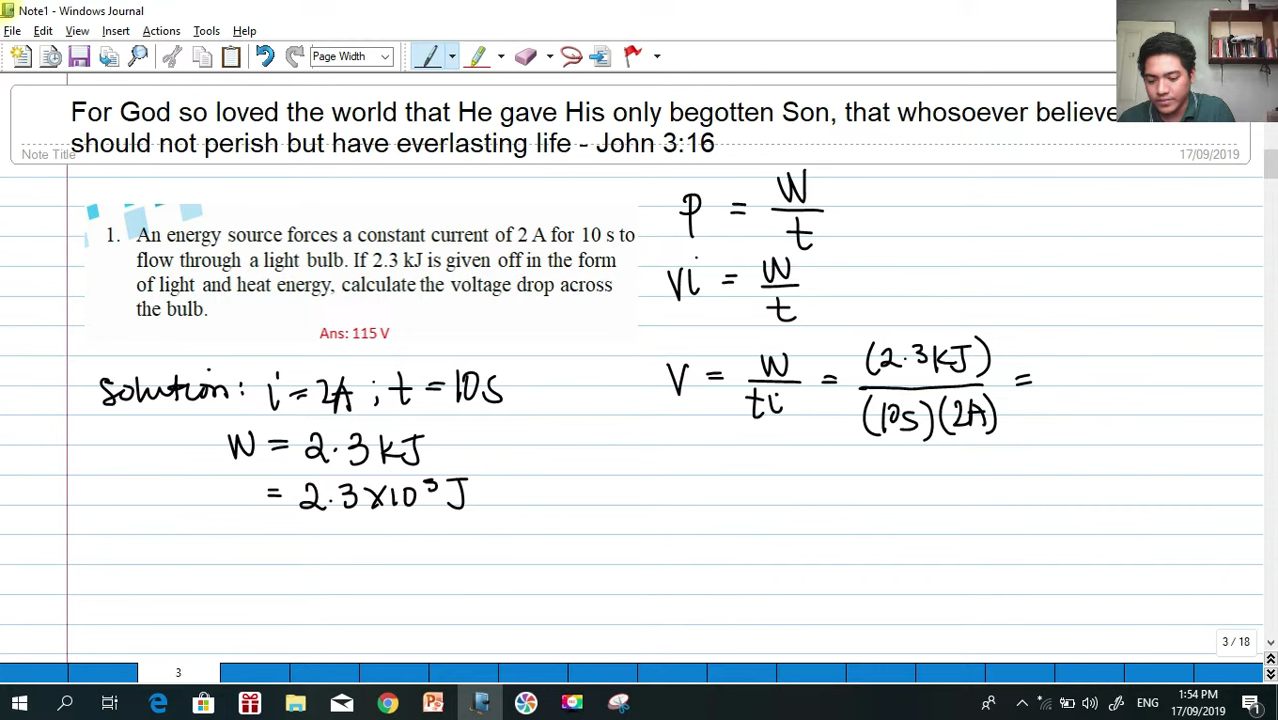 Note1 - Windows Journal
File Edit View Insert Actions Tools Help
Page Width
For God so loved the world that He gave His only begotten Son, that whosoever believe
should not perish but have everlasting life - John 3:16
Note Title
17/09/2019
1. An energy source forces a constant current of 2 A for 10 s to
flow through a light bulb. If 2.3 kJ is given off in the form
of light and heat energy, calculate the voltage drop across
the bulb.
Ans: 115 V
Solution: i = 2A ; t = 10s
W = 2.3 kJ
= 2.3 x 10³ J
P = W/t
Vi = W/t
V = W/ti = (2.3 kJ)/(10s)(2A) =
3 / 18
3
ENG
1:54 PM
17/09/2019
1